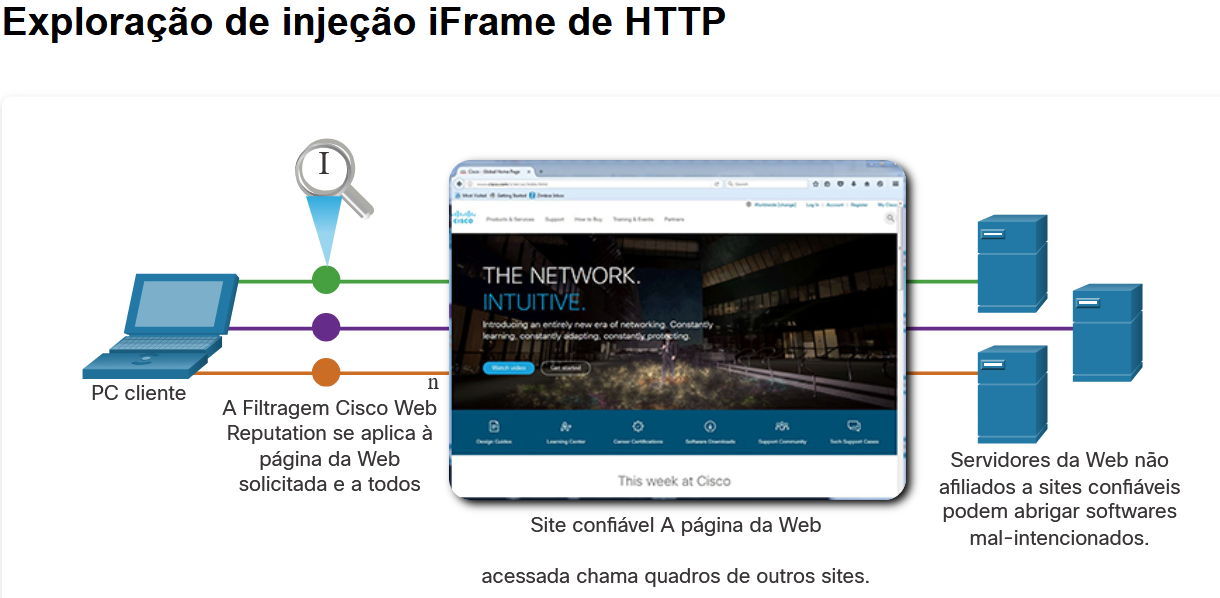 Exploração de injeção iFrame de HTTP
I
Cisco - Global Home Page
Most Visited Getting Started Zimbra Inbox
Worldwide [change] Log In Account Register My Cisco
CISCO
Products & Services Support How to Buy Training & Events Partners
THE NETWORK.
INTUITIVE.
Introducing an entirely new era of networking. Constantly
learning, constantly adapting, constantly protecting.
Watch video Get started
Design Guides Learning Center Career Certifications Software Downloads Support Community Tech Support Cases
This week at Cisco
PC cliente
n
A Filtragem Cisco Web
Reputation se aplica à
página da Web
solicitada e a todos
Site confiável A página da Web
acessada chama quadros de outros sites.
Servidores da Web não
afiliados a sites confiáveis
podem abrigar softwares
mal-intencionados.